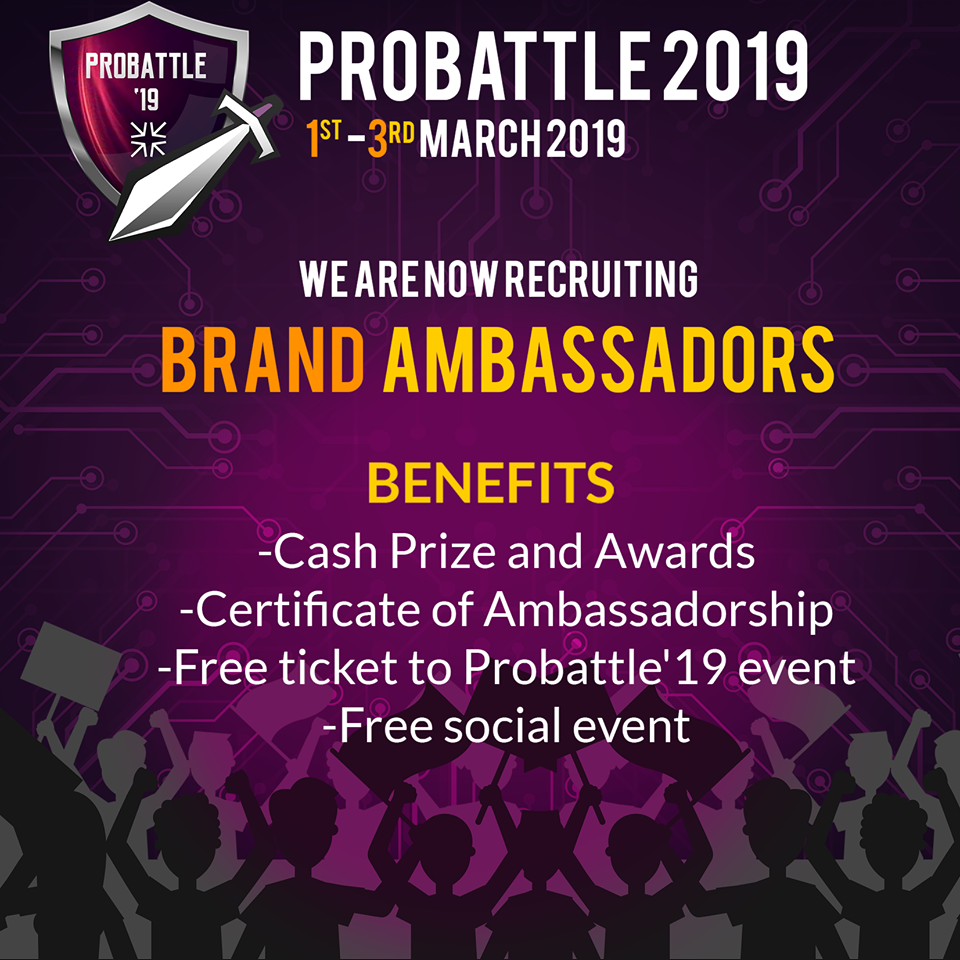 PROBATTLE
'19
PROBATTLE 2019
1ST - 3RD MARCH 2019
WE ARE NOW RECRUITING
BRAND AMBASSADORS
BENEFITS
-Cash Prize and Awards
-Certificate of Ambassadorship
-Free ticket to Probattle'19 event
-Free social event